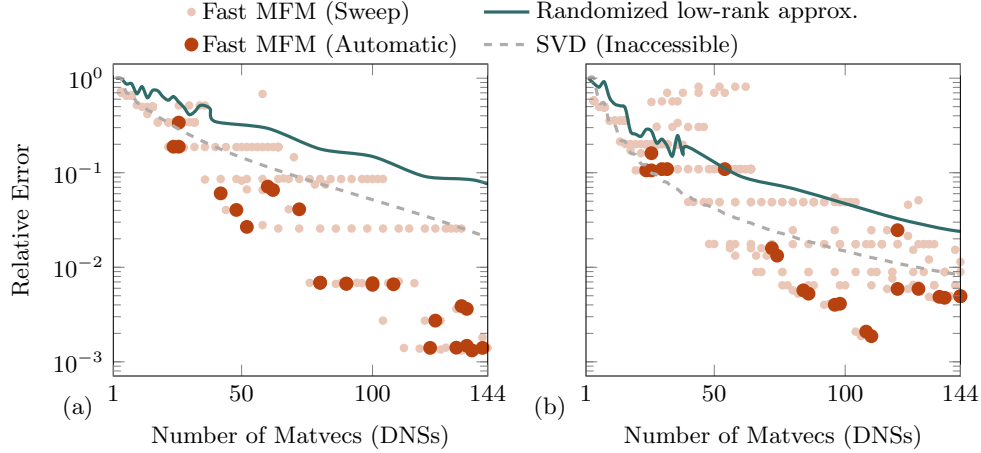 Fast MFM (Sweep)
Randomized low-rank approx.
Fast MFM (Automatic)
SVD (Inaccessible)
10^0
10^-1
10^-2
10^-3
Relative Error
1
50
100
144
(a)
Number of Matvecs (DNSs)
1
50
100
144
(b)
Number of Matvecs (DNSs)